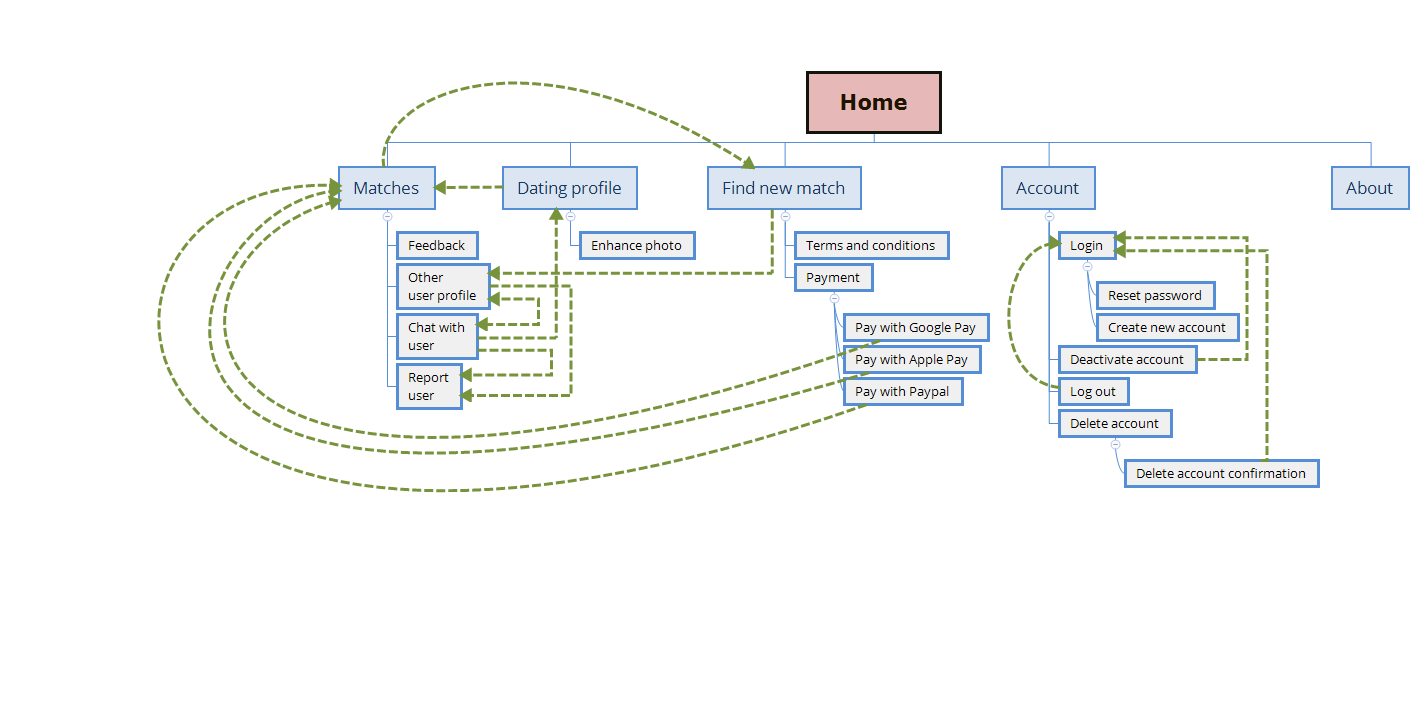 Home
Matches
Dating profile
Find new match
Account
About
Feedback
Other
user profile
Chat with
user
Report
user
Enhance photo
Terms and conditions
Payment
Pay with Google Pay
Pay with Apple Pay
Pay with Paypal
Login
Reset password
Create new account
Deactivate account
Log out
Delete account
Delete account confirmation